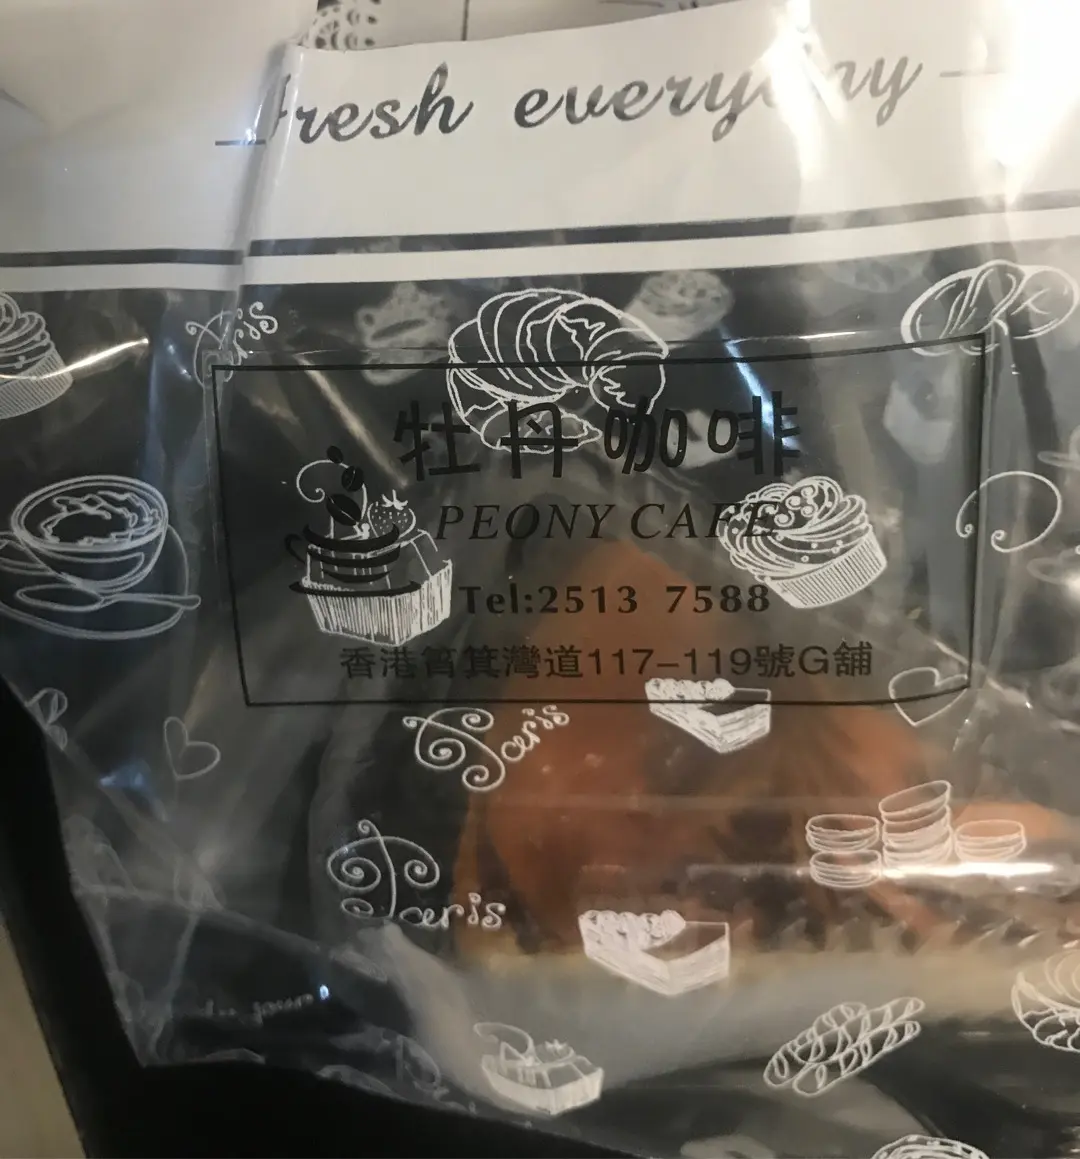 Fresh everyday
Paris
牡丹咖啡
PEONY CAFE
Tel:2513 7588
香港筲箕灣道117-119號G舖
Paris
Paris